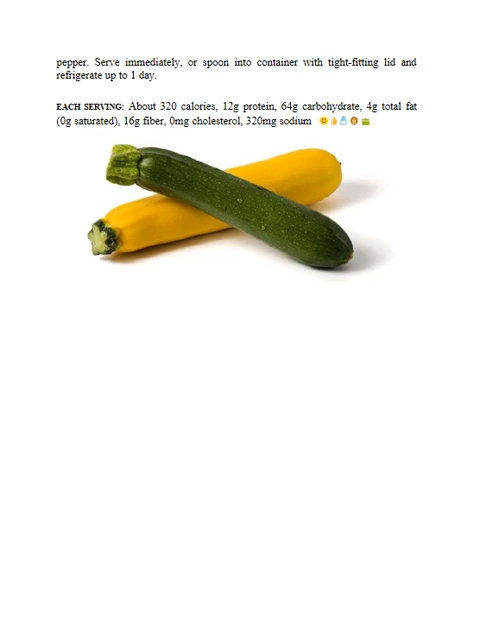 pepper. Serve immediately, or spoon into container with tight-fitting lid and
refrigerate up to 1 day.
EACH SERVING: About 320 calories, 12g protein, 64g carbohydrate, 4g total fat
(0g saturated), 16g fiber, 0mg cholesterol, 320mg sodium